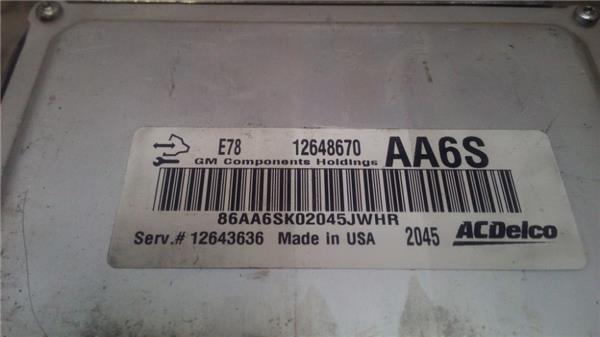 E78 12648670 AA6S
GM Components Holdings
86AA6SK02045JWHR
Serv.# 12643636 Made in USA 2045 ACDelco